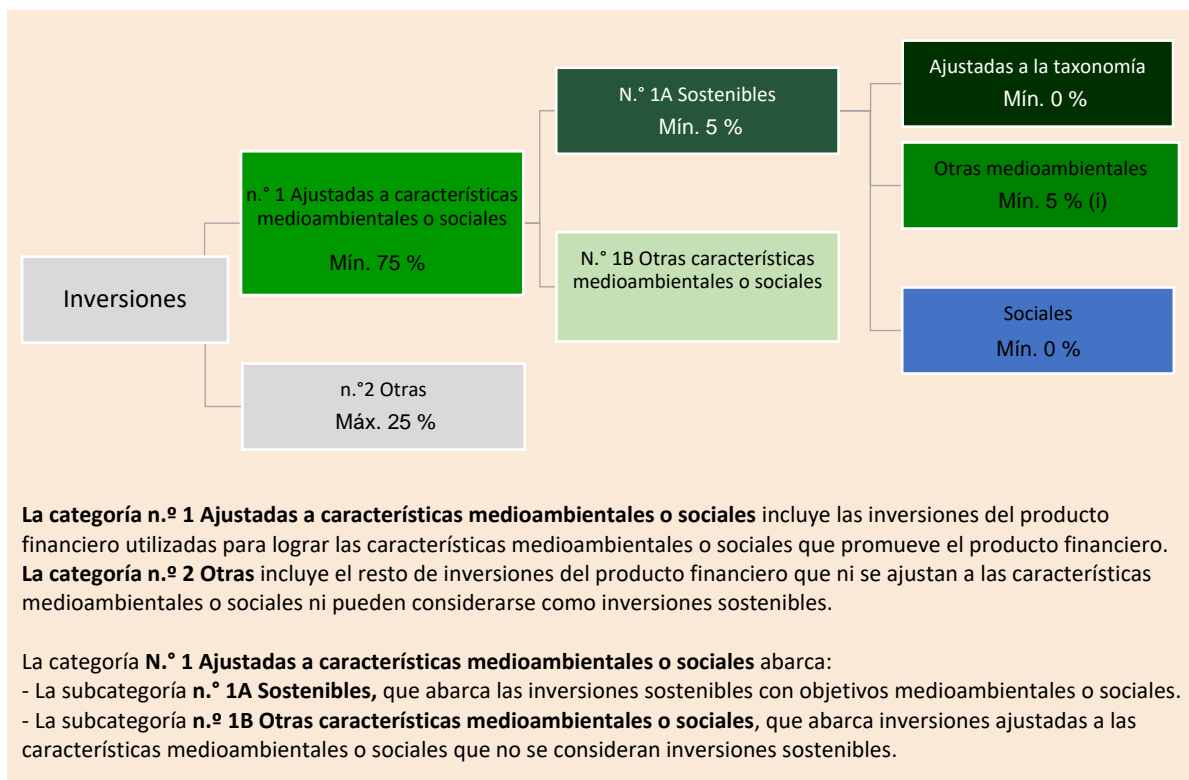 Ajustadas a la taxonomía
Mín. 0 %
N.° 1A Sostenibles
Mín. 5 %
Otras medioambientales
Mín. 5 % (i)
n.° 1 Ajustadas a características
medioambientales o sociales
Mín. 75 %
N.° 1B Otras características
medioambientales o sociales
Inversiones
Sociales
Mín. 0 %
n.°2 Otras
Máx. 25 %
La categoría n.º 1 Ajustadas a características medioambientales o sociales incluye las inversiones del producto
financiero utilizadas para lograr las características medioambientales o sociales que promueve el producto financiero.
La categoría n.º 2 Otras incluye el resto de inversiones del producto financiero que ni se ajustan a las características
medioambientales o sociales ni pueden considerarse como inversiones sostenibles.
La categoría N.° 1 Ajustadas a características medioambientales o sociales abarca:
- La subcategoría n.° 1A Sostenibles, que abarca las inversiones sostenibles con objetivos medioambientales o sociales.
- La subcategoría n.º 1B Otras características medioambientales o sociales, que abarca inversiones ajustadas a las
características medioambientales o sociales que no se consideran inversiones sostenibles.